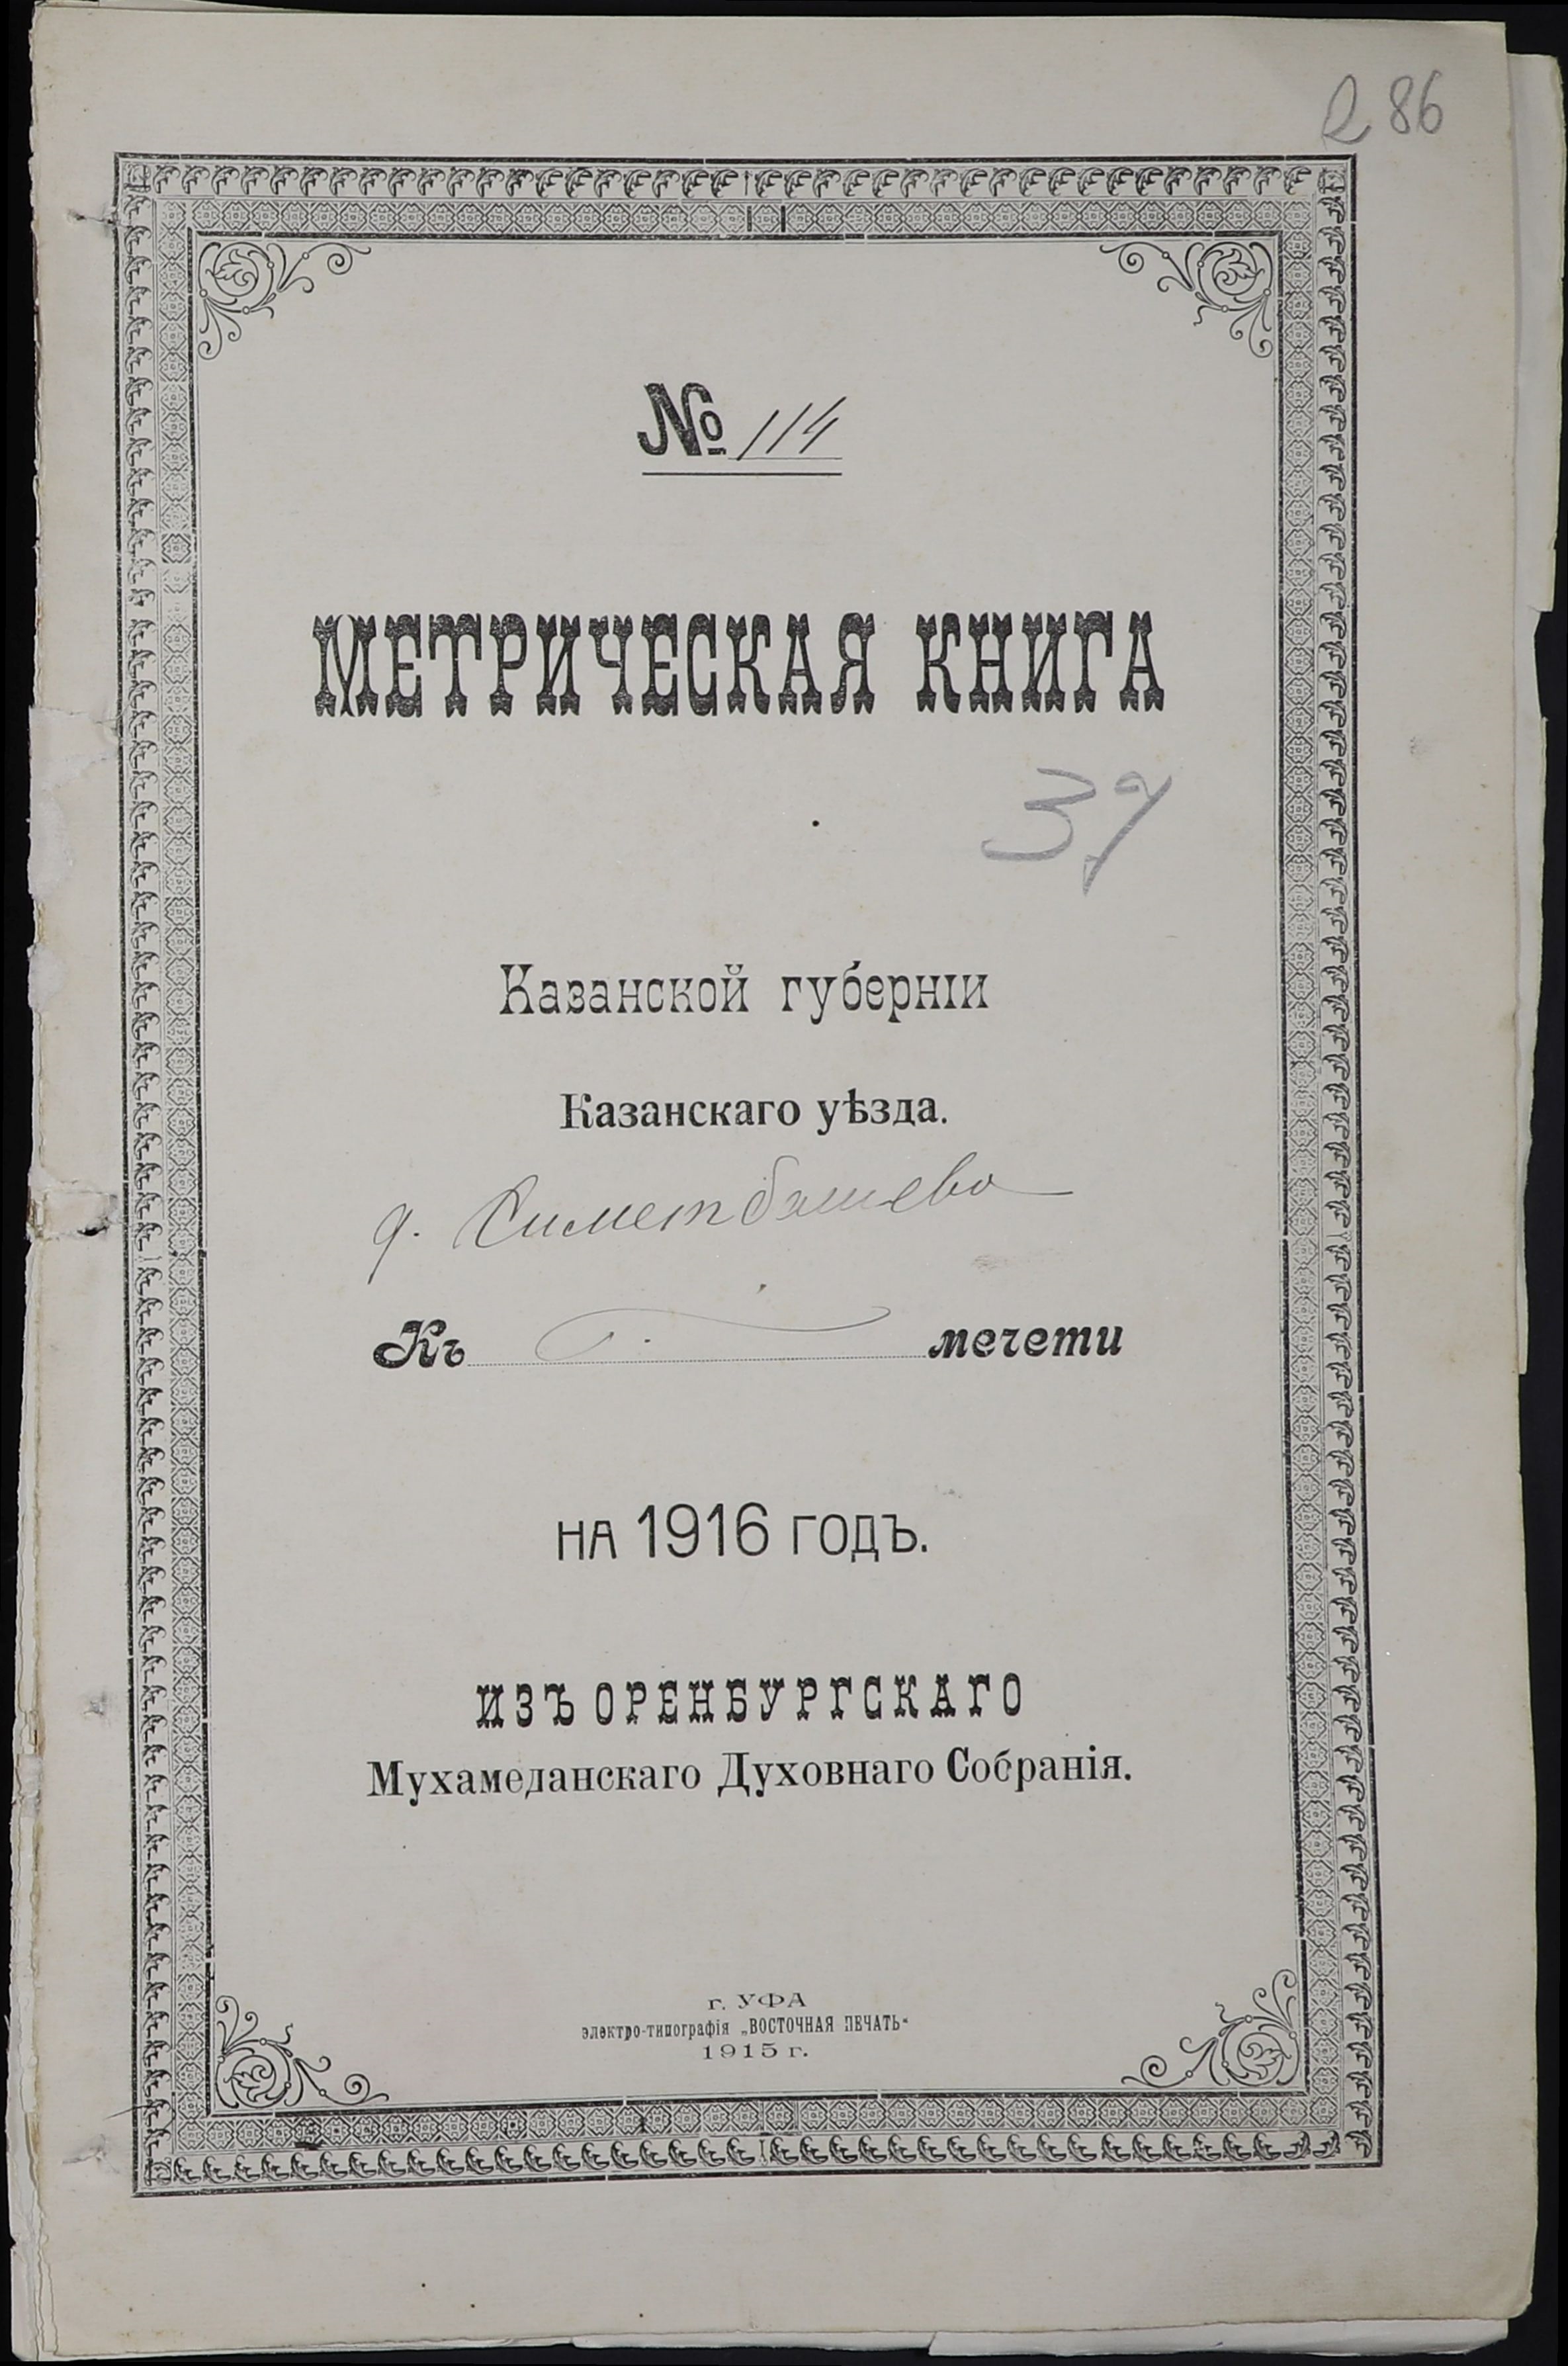 286
№ 114
МЕТРИЧЕСКАЯ КНИГА
37
Казанской губерніи
Казанскаго уѣзда.
д. Симетбашево
Къ мечети
на 1916 годъ.
ИЗЪ ОРЕНБУРГСКАГО
Мухамеданскаго Духовнаго Собранія.
г. УФА
электро-типографія „ВОСТОЧНАЯ ПЕЧАТЬ“
1915 г.